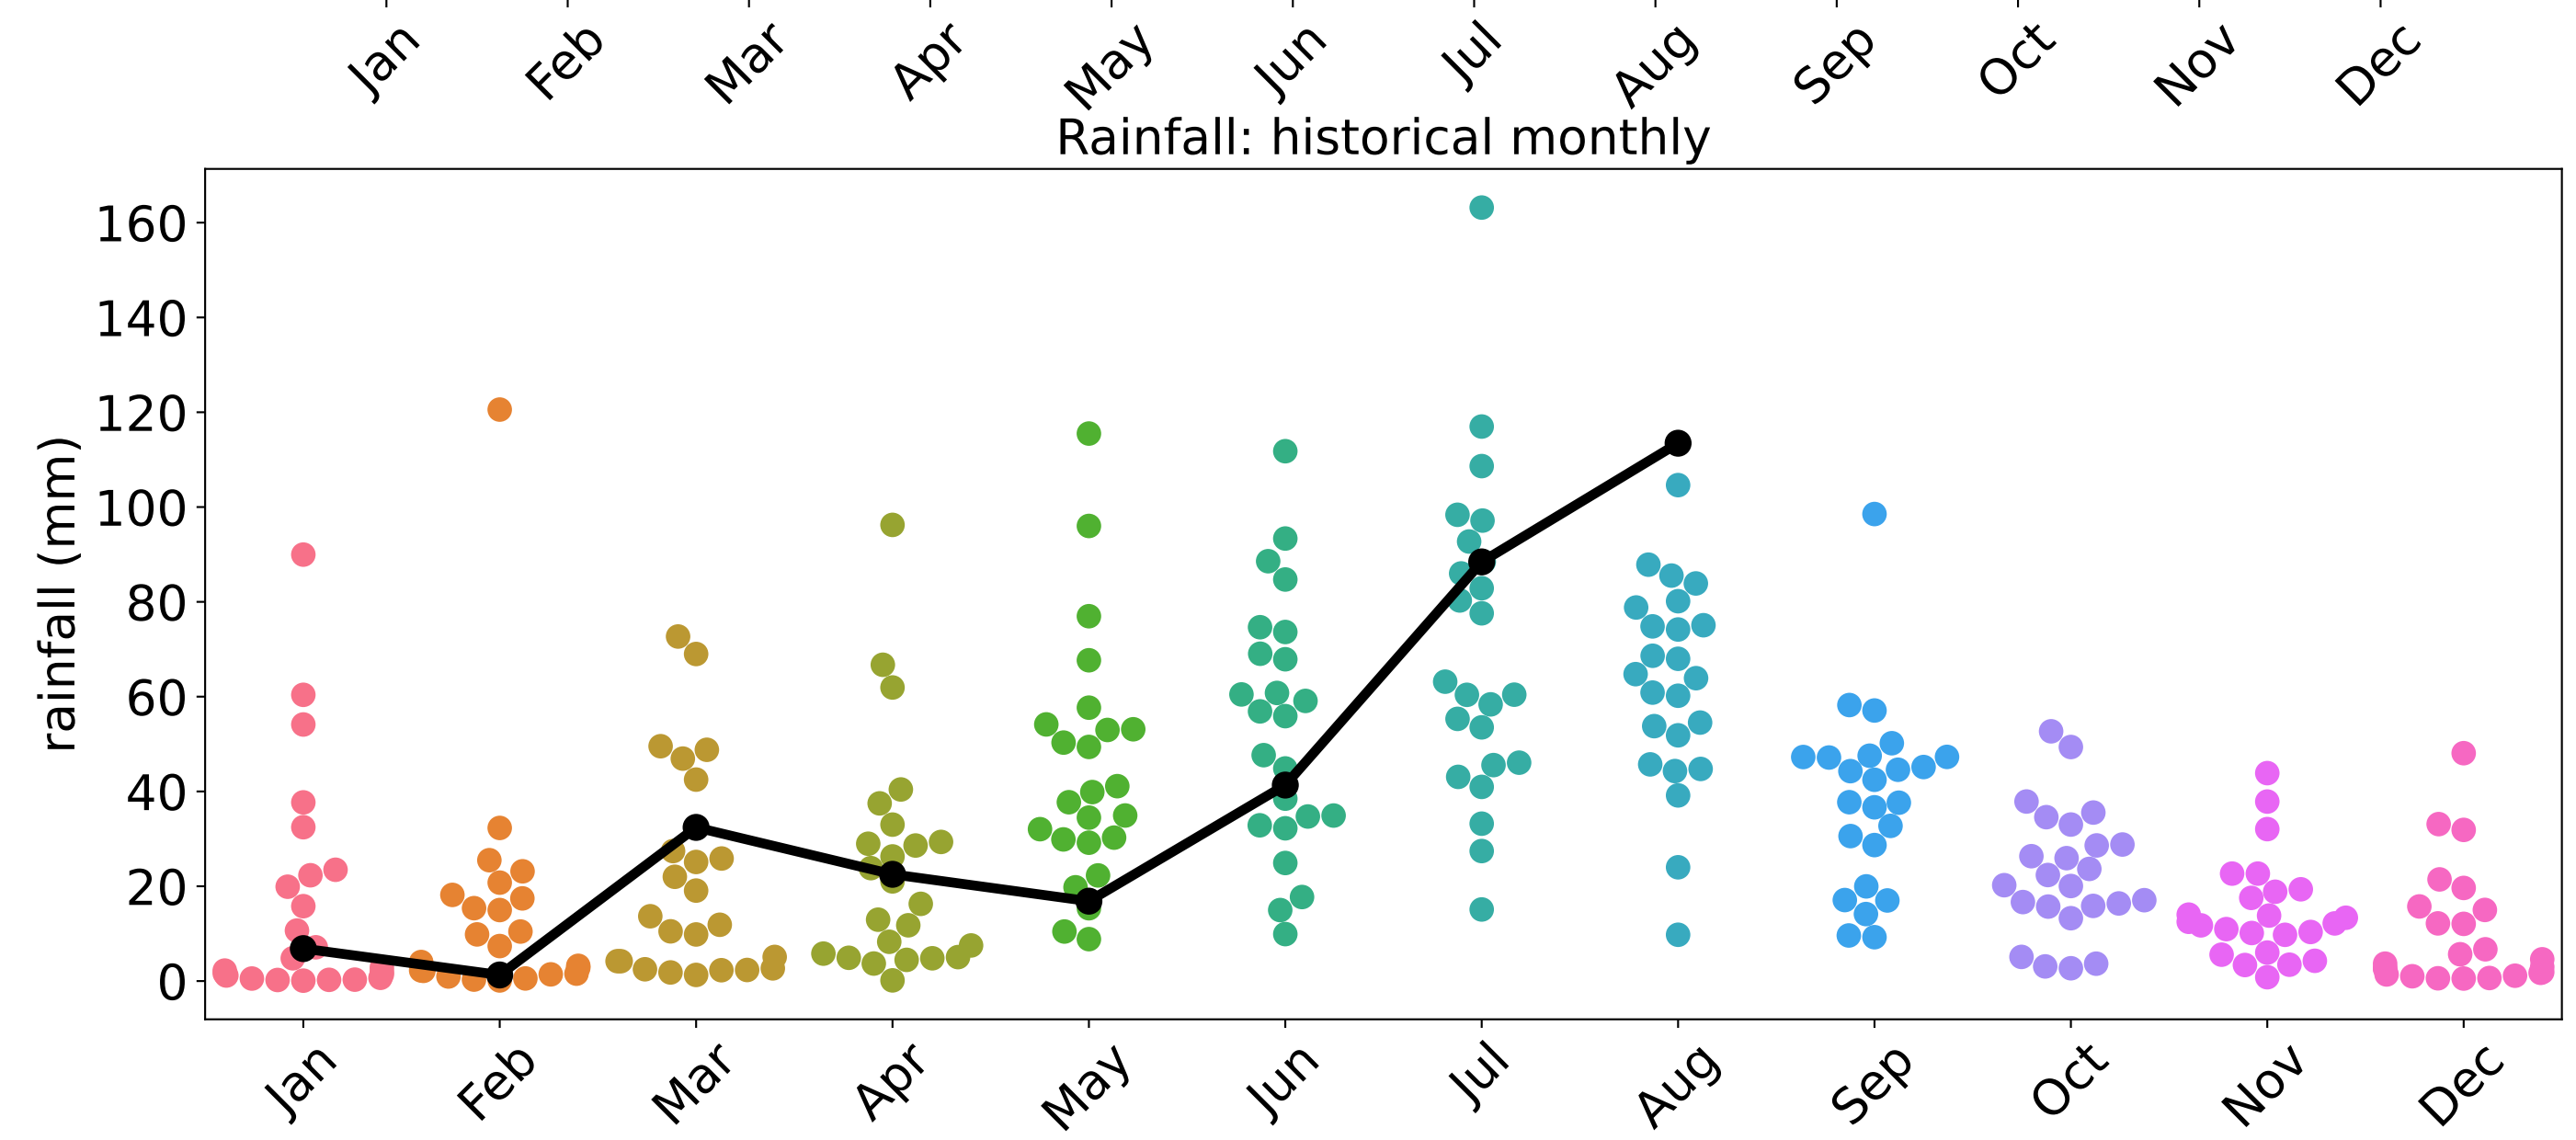 Jan Feb Mar Apr May Jun Jul Aug Sep Oct Nov Dec
Rainfall: historical monthly
160
140
120
100
80
60
40
20
0
rainfall (mm)
Jan Feb Mar Apr May Jun Jul Aug Sep Oct Nov Dec